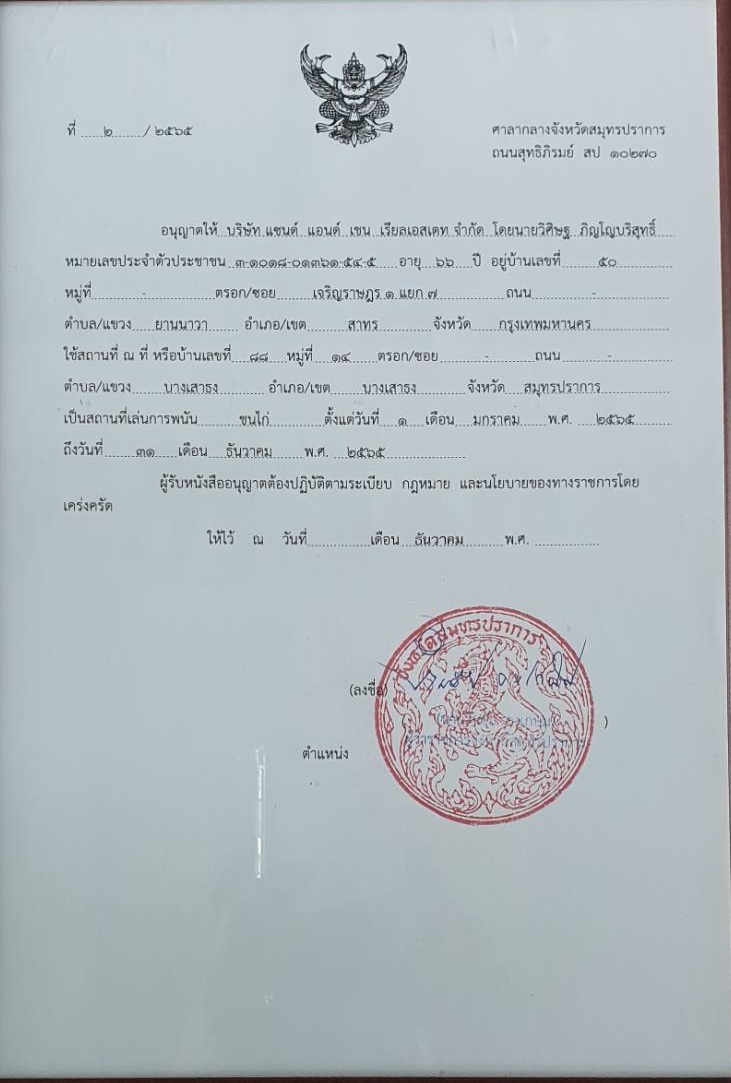 ที่ ๒ / ๒๕๖๕
ศาลากลางจังหวัดสมุทรปราการ
ถนนสุทธิภิรมย์ สป ๑๐๒๗๐
อนุญาตให้ บริษัท แซนด์ แอนด์ เซน เรียลเอสเตท จำกัด โดยนายวิศิษฐ ภิญโญบริสุทธิ์
หมายเลขประจำตัวประชาชน ๓-๑๐๑๘-๐๑๓๖๑-๕๔-๕ อายุ ๖๖ ปี อยู่บ้านเลขที่ ๕๐
หมู่ที่ - ตรอก/ซอย เจริญราษฎร ๑ แยก ๗ ถนน -
ตำบล/แขวง ยานนาวา อำเภอ/เขต สาทร จังหวัด กรุงเทพมหานคร
ใช้สถานที่ ณ ที่ หรือบ้านเลขที่ ๘๘ หมู่ที่ ๑๔ ตรอก/ซอย - ถนน -
ตำบล/แขวง บางเสาธง อำเภอ/เขต บางเสาธง จังหวัด สมุทรปราการ
เป็นสถานที่เล่นการพนัน ชนไก่ ตั้งแต่วันที่ ๑ เดือน มกราคม พ.ศ. ๒๕๖๕
ถึงวันที่ ๓๑ เดือน ธันวาคม พ.ศ. ๒๕๖๕
ผู้รับหนังสืออนุญาตต้องปฏิบัติตามระเบียบ กฎหมาย และนโยบายของทางราชการโดย
เคร่งครัด
ให้ไว้ ณ วันที่ เดือน ธันวาคม พ.ศ.
จังหวัดสมุทรปราการ
(ลงชื่อ)
( )
ตำแหน่ง